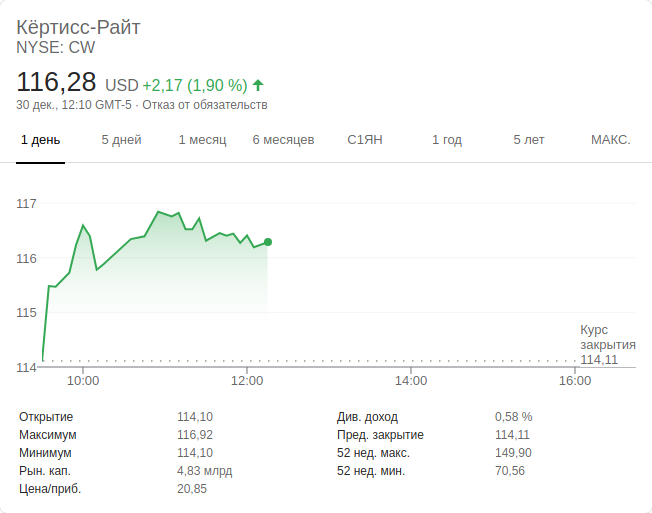 Кёртисс-Райт
NYSE: CW
116,28 USD +2,17 (1,90 %)
30 дек., 12:10 GMT-5 · Отказ от обязательств
1 день 5 дней 1 месяц 6 месяцев С1ЯН 1 год 5 лет МАКС.
117
116
115
114
Курс
закрытия
114,11
10:00 12:00 14:00 16:00
Открытие 114,10 Див. доход 0,58 %
Максимум 116,92 Пред. закрытие 114,11
Минимум 114,10 52 нед. макс. 149,90
Рын. кап. 4,83 млрд 52 нед. мин. 70,56
Цена/приб. 20,85